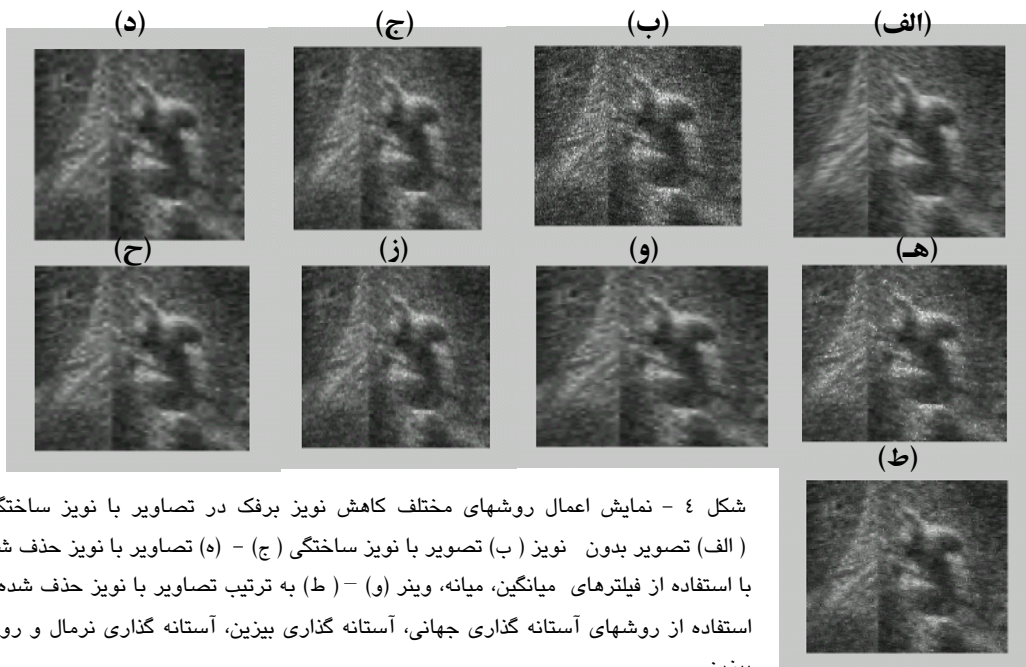 (الف) (ب) (ج) (د)
(هـ) (و) (ز) (ح)
(ط)
شکل ٤ - نمایش اعمال روشهای مختلف کاهش نویز برفک در تصاویر با نویز
( الف) تصویر بدون نویز ( ب) تصویر با نویز ساختگی ( ج) - (ه) تصاویر با نویز حذف
با استفاده از فیلترهای میانگین، میانه، وینر (و) – ( ط) به ترتیب تصاویر با نویز حذف شده
استفاده از روشهای آستانه گذاری جهانی، آستانه گذاری بیزین، آستانه گذاری نرمال و